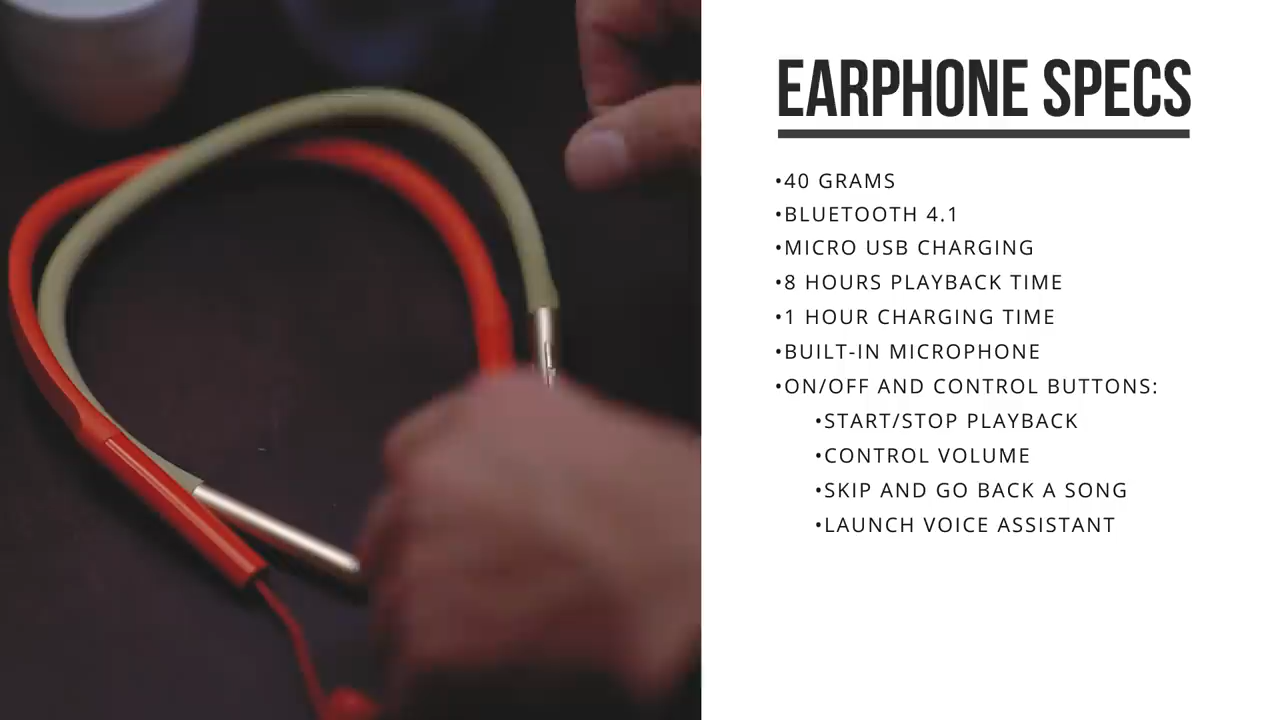 EARPHONE SPECS
•40 GRAMS
•BLUETOOTH 4.1
•MICRO USB CHARGING
•8 HOURS PLAYBACK TIME
•1 HOUR CHARGING TIME
•BUILT-IN MICROPHONE
•ON/OFF AND CONTROL BUTTONS:
•START/STOP PLAYBACK
•CONTROL VOLUME
•SKIP AND GO BACK A SONG
•LAUNCH VOICE ASSISTANT